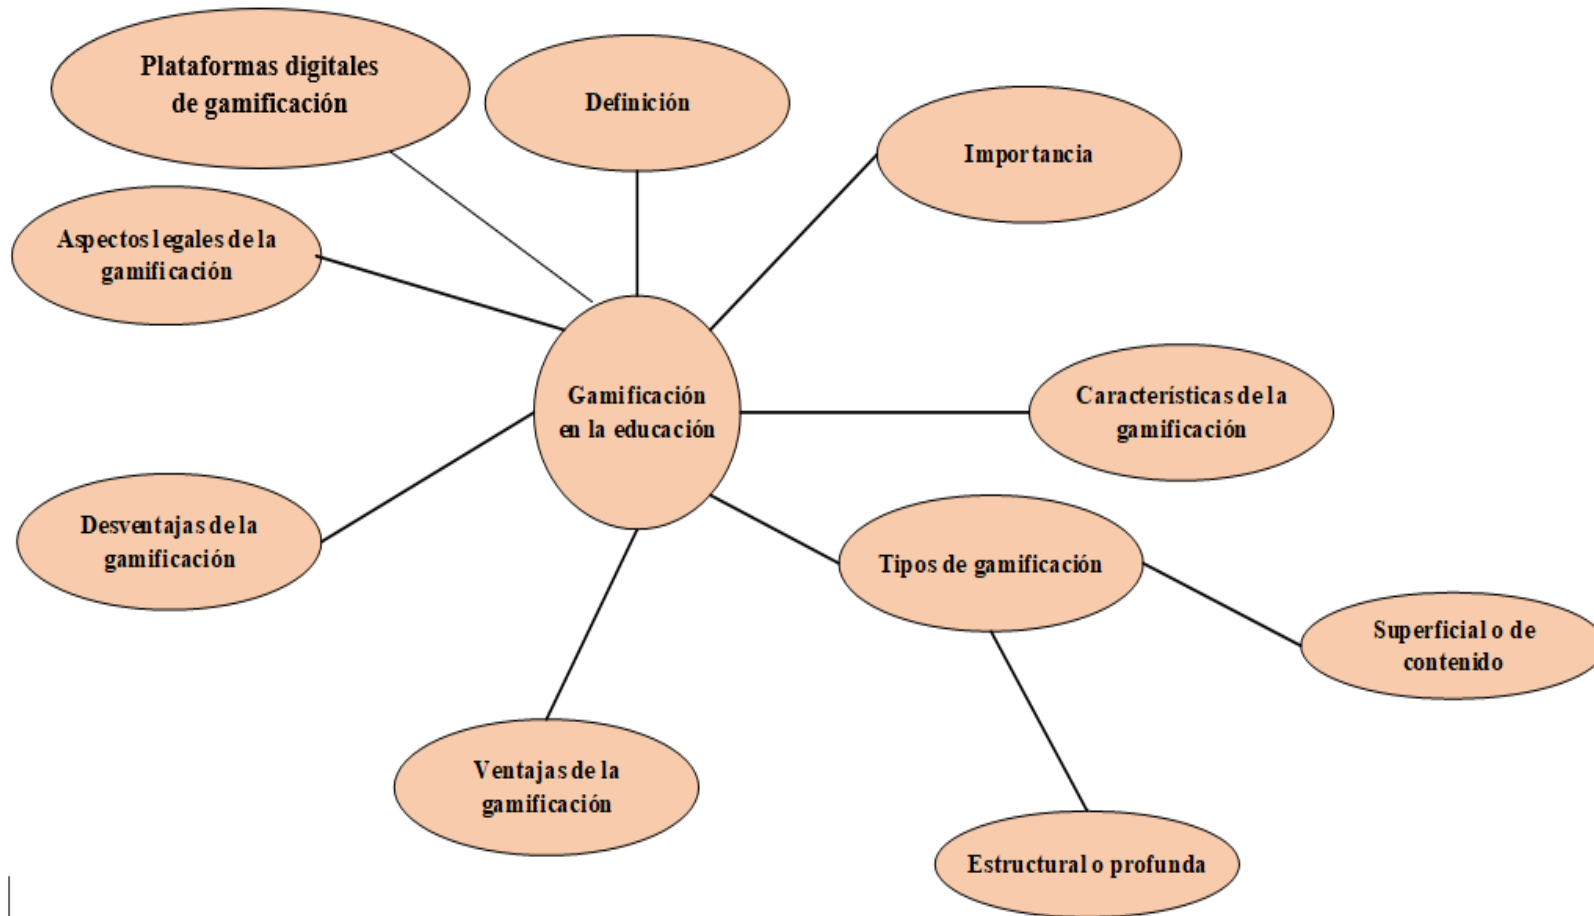 Plataformas digitales
de gamificación
Definición
Importancia
Aspectos legales de la
gamificación
Gamificación
en la educación
Características de la
gamificación
Desventajas de la
gamificación
Tipos de gamificación
Superficial o de
contenido
Ventajas de la
gamificación
Estructural o profunda